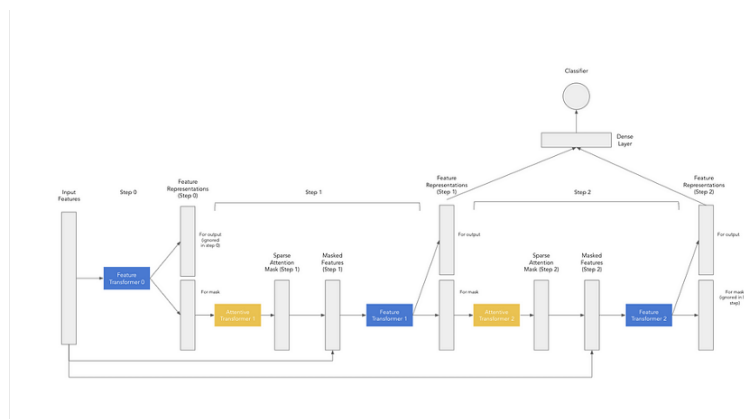 Classifier
Dense
Layer
Input
Features
Step 0
Feature
Representations
(Step 0)
Step 1
Feature
Representations
(Step 1)
Step 2
Feature
Representations
(Step 2)
For output
(ignored
in step 0)
For output
For output
Feature
Transformer 0
For mask
Attentive
Transformer 1
Sparse
Attention
Mask (Step 1)
Masked
Features
(Step 1)
Feature
Transformer 1
For mask
Attentive
Transformer 2
Sparse
Attention
Mask (Step 2)
Masked
Features
(Step 2)
Feature
Transformer 2
For mask
(ignored in
step)